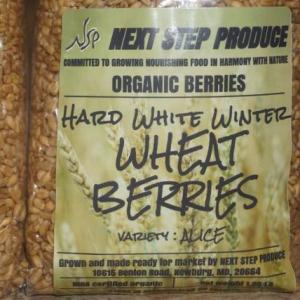 NSP NEXT STEP PRODUCE
COMMITTED TO GROWING NOURISHING FOOD IN HARMONY WITH NATURE
ORGANIC BERRIES
HARD WHITE WINTER
WHEAT
BERRIES
VARIETY : ALICE
Grown and made ready for market by NEXT STEP PRODUCE
10615 Benton Road, Newburg, MD, 20664
certified organic net weight